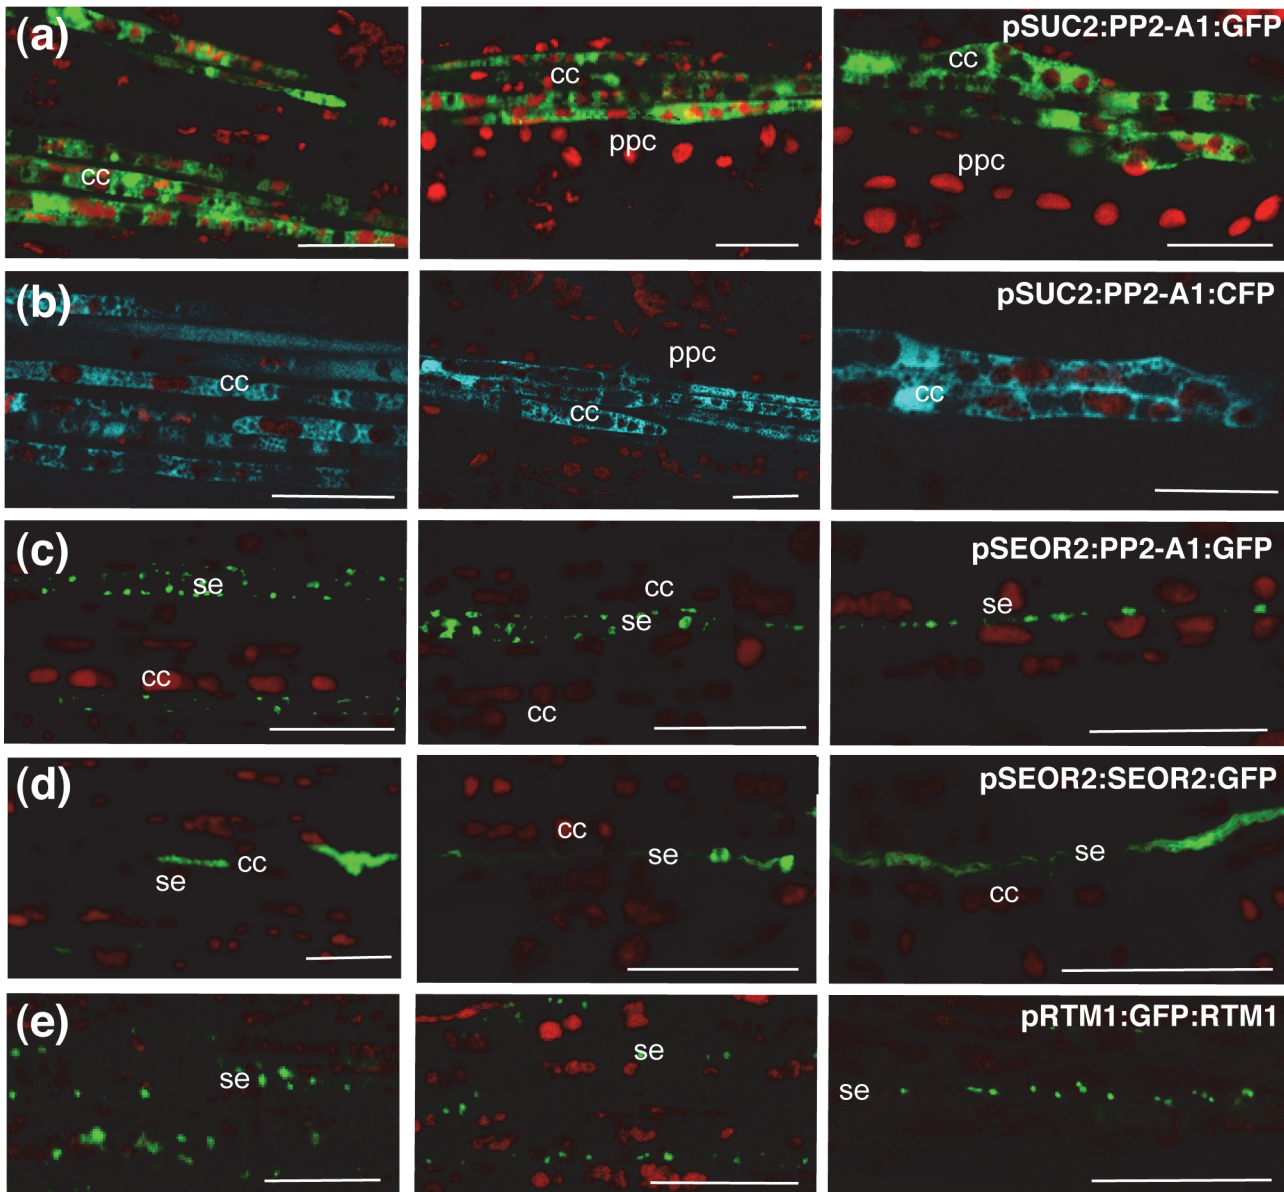 (a)
pSUC2:PP2-A1:GFP
cc
cc
cc
ppc
ppc
(b)
pSUC2:PP2-A1:CFP
ppc
cc
cc
cc
(c)
pSEOR2:PP2-A1:GFP
se
cc
se
se
cc
cc
(d)
pSEOR2:SEOR2:GFP
cc
se
cc
se
se
cc
(e)
pRTM1:GFP:RTM1
se
se
se